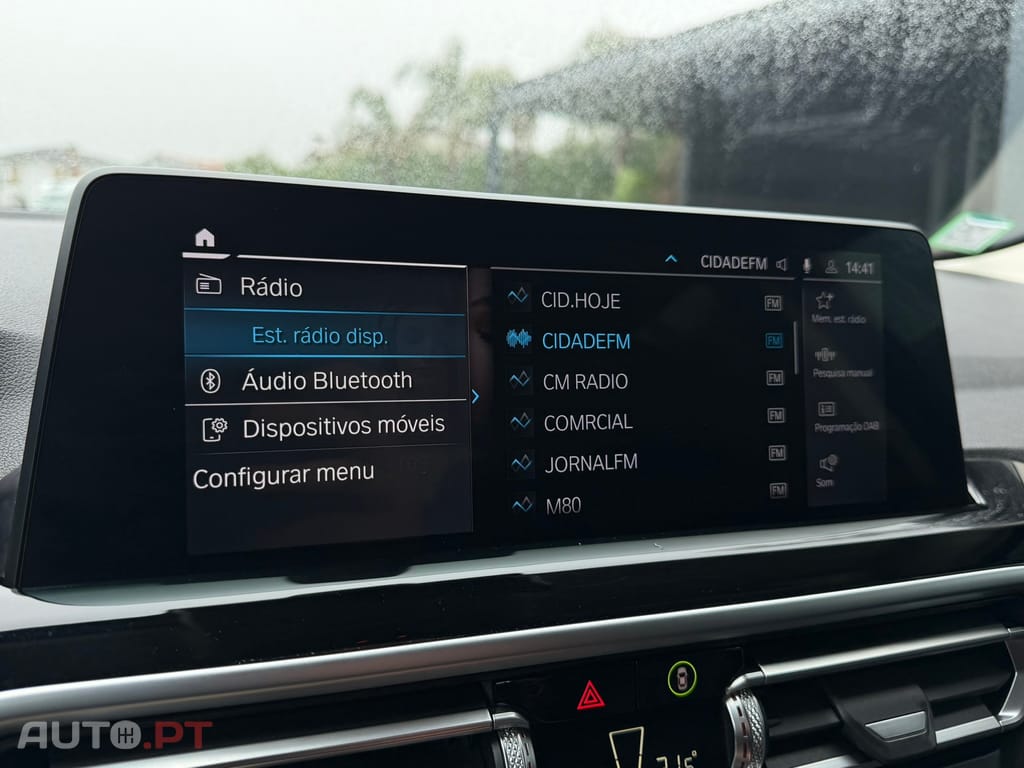 CIDADEFM 14:41
Rádio
Est. rádio disp.
Áudio Bluetooth
Dispositivos móveis
Configurar menu
CID.HOJE FM
CIDADEFM FM
CM RADIO FM
COMRCIAL FM
JORNALFM FM
M80 FM
Mem. est. rádio
Pesquisa manual
Programação DAB
Som
AUTO.PT